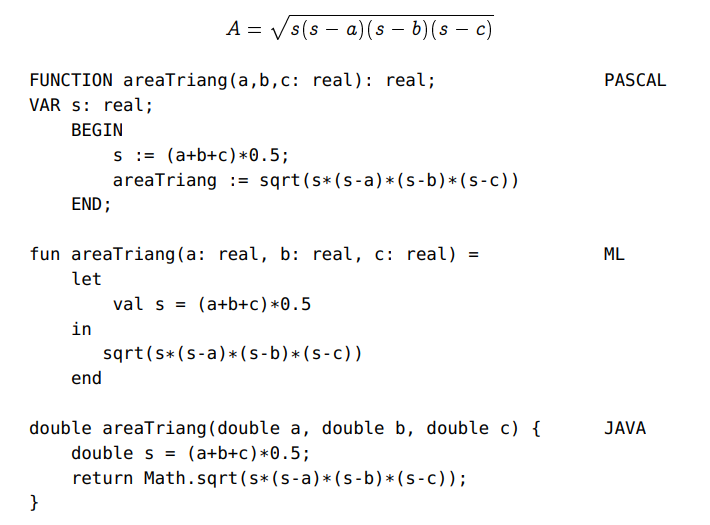 A = √s(s − a)(s − b)(s − c)
FUNCTION areaTriang(a,b,c: real): real; PASCAL
VAR s: real;
BEGIN
s := (a+b+c)*0.5;
areaTriang := sqrt(s*(s-a)*(s-b)*(s-c))
END;
fun areaTriang(a: real, b: real, c: real) = ML
let
val s = (a+b+c)*0.5
in
sqrt(s*(s-a)*(s-b)*(s-c))
end
double areaTriang(double a, double b, double c) { JAVA
double s = (a+b+c)*0.5;
return Math.sqrt(s*(s-a)*(s-b)*(s-c));
}